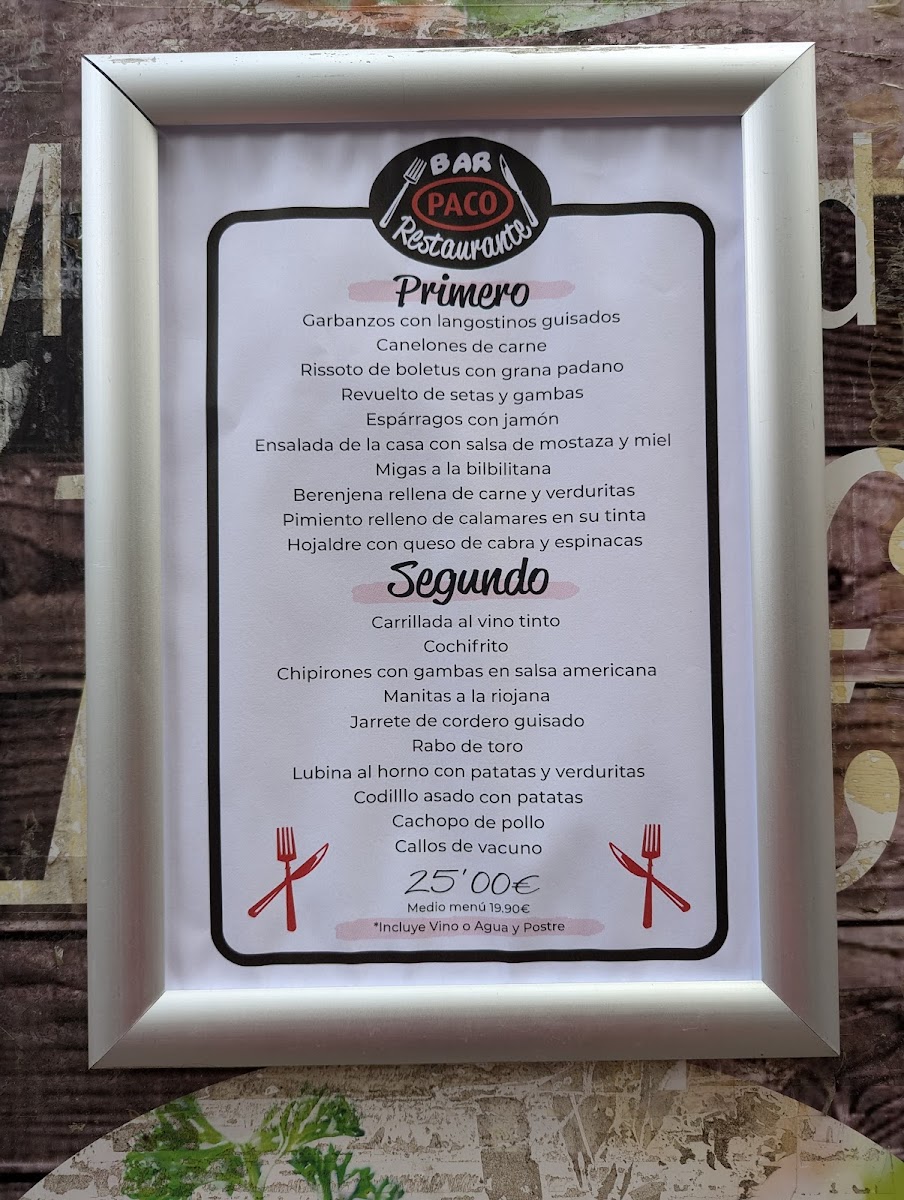 BAR
PACO
Restaurante
Primero
Garbanzos con langostinos guisados
Canelones de carne
Rissoto de boletus con grana padano
Revuelto de setas y gambas
Espárragos con jamón
Ensalada de la casa con salsa de mostaza y miel
Migas a la bilbilitana
Berenjena rellena de carne y verduritas
Pimiento relleno de calamares en su tinta
Hojaldre con queso de cabra y espinacas
Segundo
Carrillada al vino tinto
Cochifrito
Chipirones con gambas en salsa americana
Manitas a la riojana
Jarrete de cordero guisado
Rabo de toro
Lubina al horno con patatas y verduritas
Codilllo asado con patatas
Cachopo de pollo
Callos de vacuno
25'00€
Medio menú 19.90€
*Incluye Vino o Agua y Postre